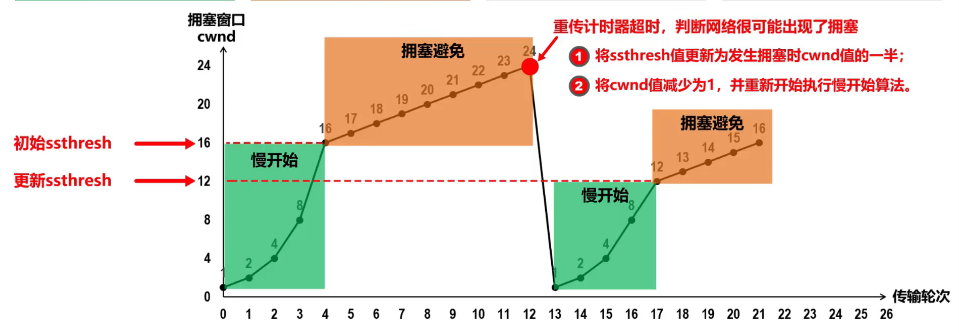 拥塞窗口
cwnd
重传计时器超时，判断网络很可能出现了拥塞
1 将ssthresh值更新为发生拥塞时cwnd值的一半；
2 将cwnd值减少为1，并重新开始执行慢开始算法。
拥塞避免
24
24
23
22
21
20
19
18
17
16
20
初始ssthresh
16
慢开始
拥塞避免
16
15
14
13
12
更新ssthresh
12
慢开始
8
8
8
4
4
4
2
2
1
1
0
传输轮次
0 1 2 3 4 5 6 7 8 9 10 11 12 13 14 15 16 17 18 19 20 21 22 23 24 25 26